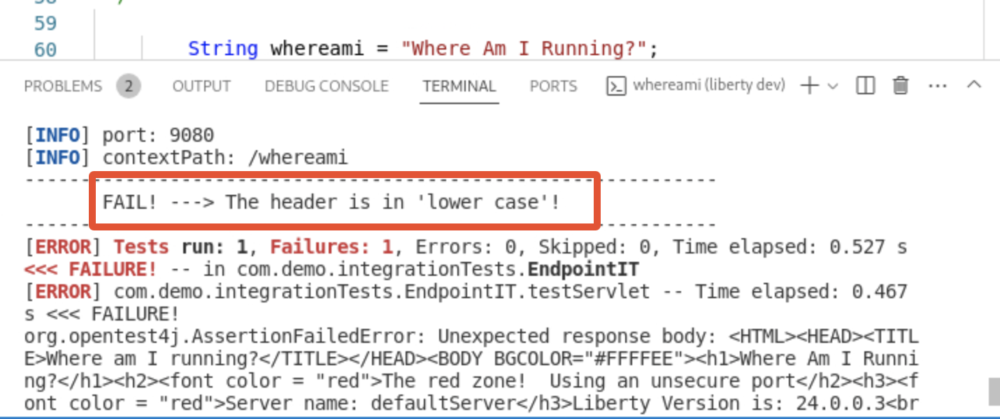 59
60 String whereami = "Where Am I Running?";
PROBLEMS 2 OUTPUT DEBUG CONSOLE TERMINAL PORTS whereami (liberty dev)
[INFO] port: 9080
[INFO] contextPath: /whereami
-------------------------------------------------------------
FAIL! ---> The header is in 'lower case'!
-------------------------------------------------------------
[ERROR] Tests run: 1, Failures: 1, Errors: 0, Skipped: 0, Time elapsed: 0.527 s
<<< FAILURE! -- in com.demo.integrationTests.EndpointIT
[ERROR] com.demo.integrationTests.EndpointIT.testServlet -- Time elapsed: 0.467
s <<< FAILURE!
org.opentest4j.AssertionFailedError: Unexpected response body: <HTML><HEAD><TITL
E>Where am I running?</TITLE></HEAD><BODY BGCOLOR="#FFFFEE"><h1>Where Am I Runni
ng?</h1><h2><font color = "red">The red zone!  Using an unsecure port</h2><h3><f
ont color = "red">Server name: defaultServer</h3>Liberty Version is: 24.0.0.3<br